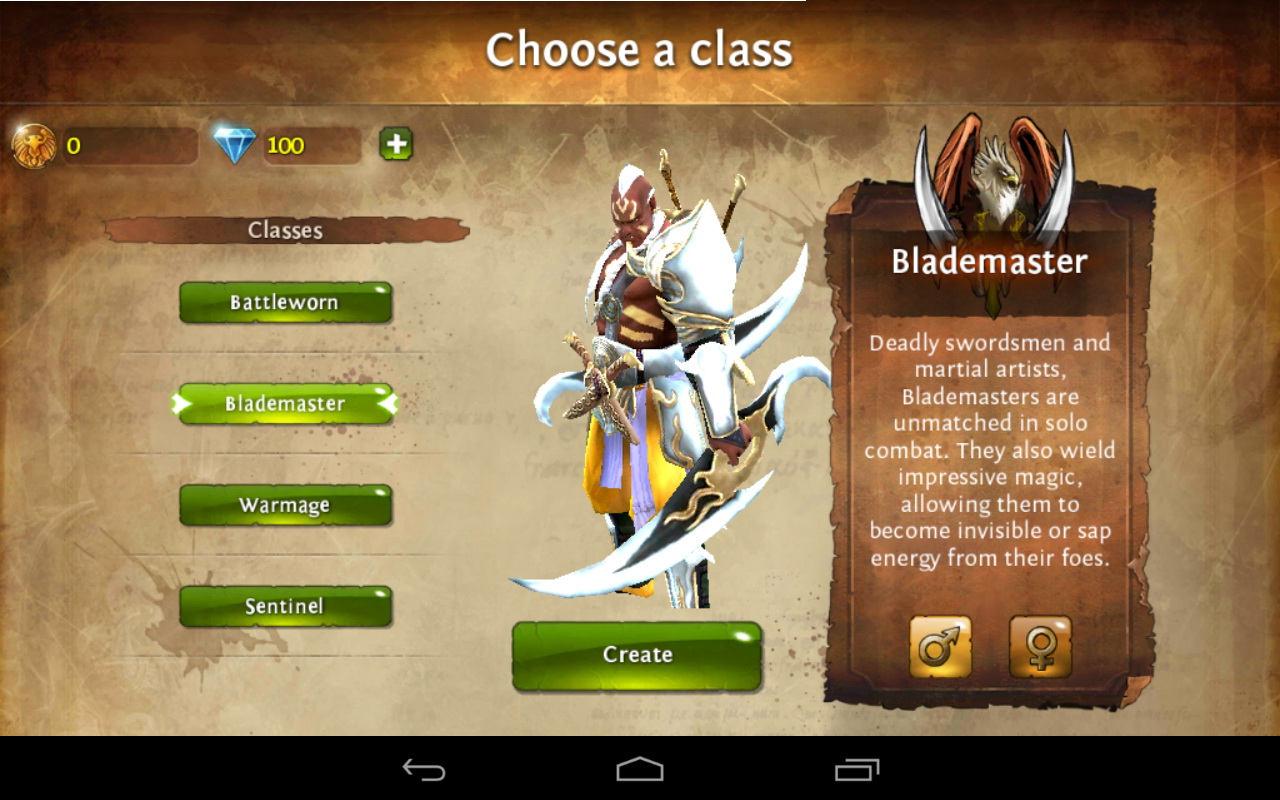 Choose a class
0
100
Classes
Battleworn
Blademaster
Warmage
Sentinel
Create
Blademaster
Deadly swordsmen and
martial artists,
Blademasters are
unmatched in solo
combat. They also wield
impressive magic,
allowing them to
become invisible or sap
energy from their foes.